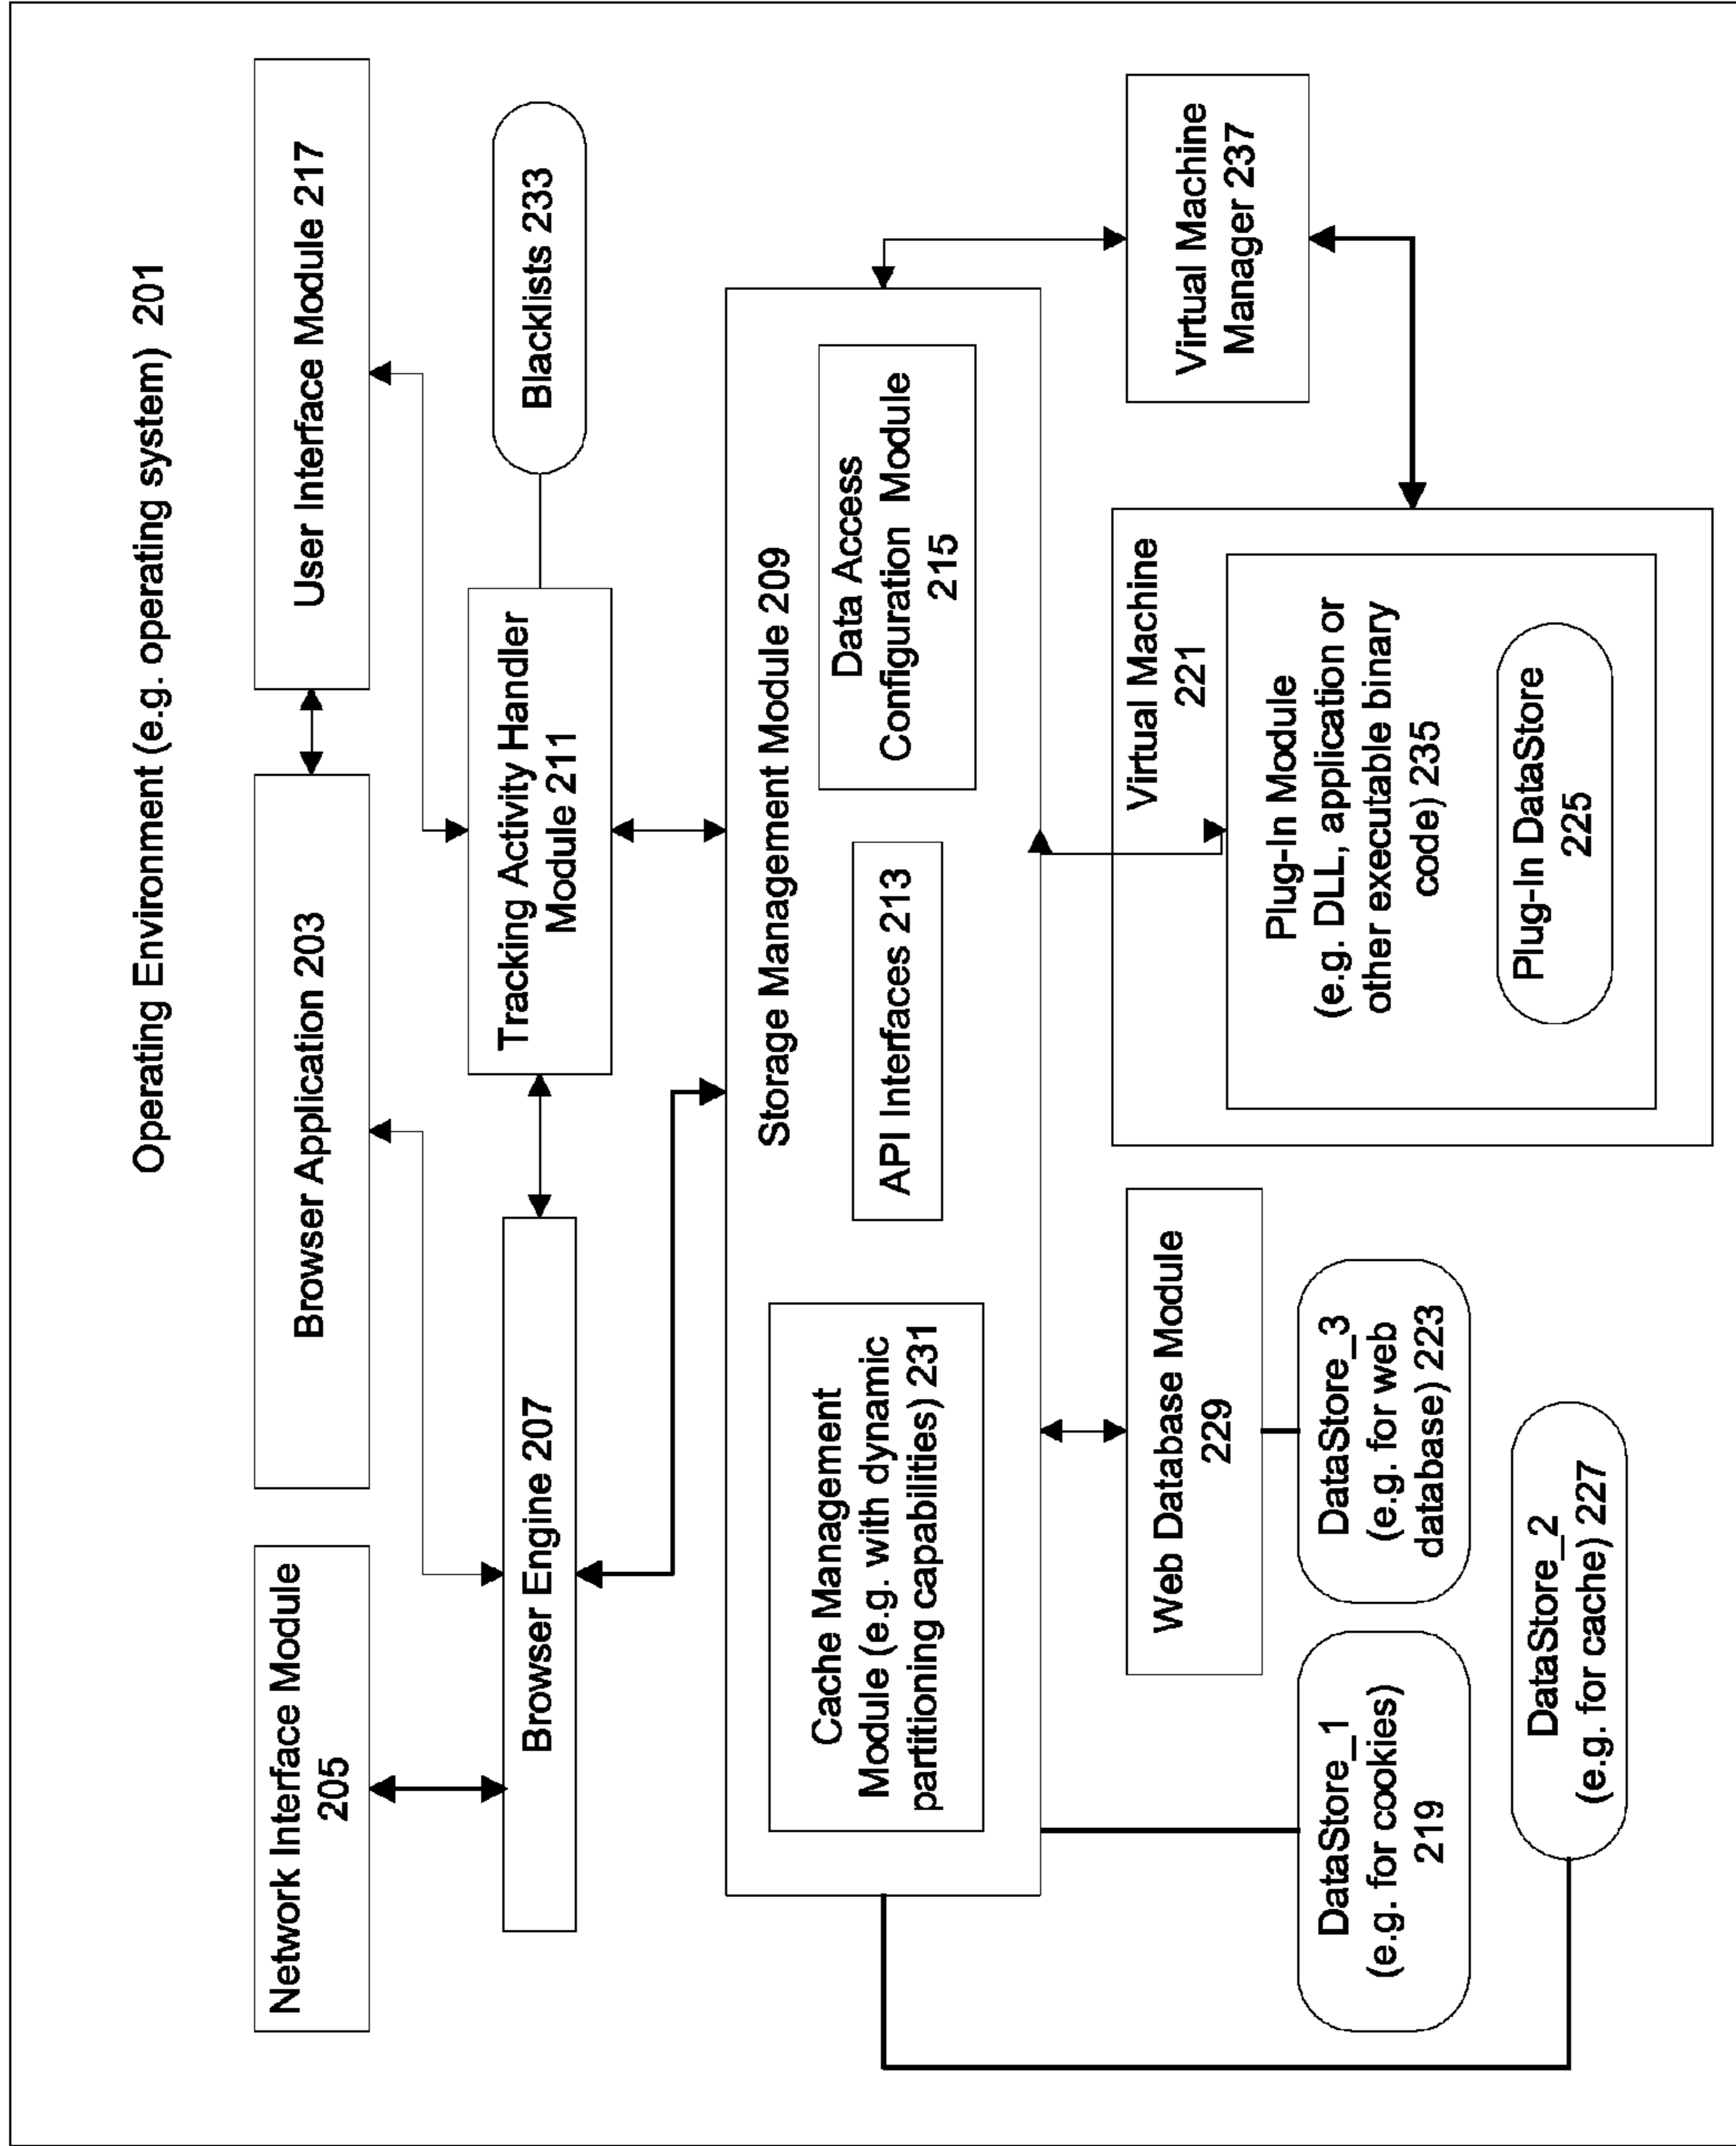 Operating Environment (e.g. operating system) 201
Network Interface Module
205
Browser Application 203
User Interface Module 217
Browser Engine 207
Tracking Activity Handler
Module 211
Blacklists 233
Storage Management Module 209
Cache Management
Module (e.g. with dynamic
partitioning capabilities) 231
API Interfaces 213
Data Access
Configuration Module
215
Web Database Module
229
Virtual Machine
221
Virtual Machine
Manager 237
Plug-In Module
(e.g. DLL, application or
other executable binary
code) 235
Plug-In DataStore
225
DataStore_1
(e.g. for cookies)
219
DataStore_3
(e.g. for web
database) 223
DataStore_2
(e.g. for cache) 227